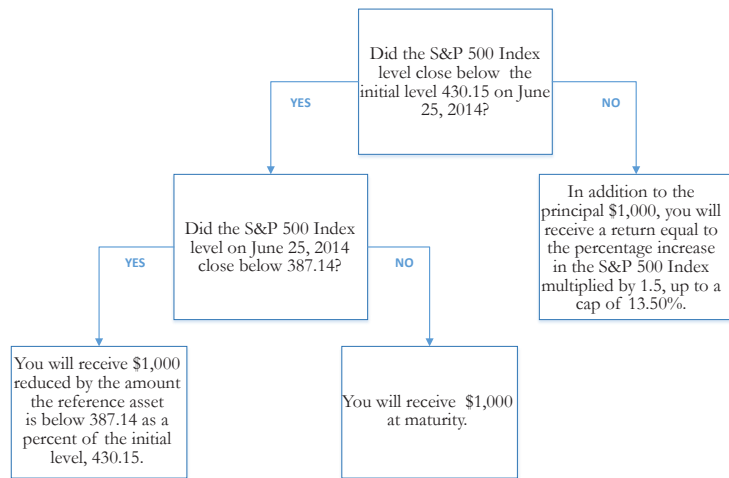 Did the S&P 500 Index
level close below the
initial level 430.15 on June
25, 2014?
YES
NO
Did the S&P 500 Index
level on June 25, 2014
close below 387.14?
In addition to the
principal $1,000, you will
receive a return equal to
the percentage increase
in the S&P 500 Index
multiplied by 1.5, up to a
cap of 13.50%.
YES
NO
You will receive $1,000
reduced by the amount
the reference asset
is below 387.14 as a
percent of the initial
level, 430.15.
You will receive $1,000
at maturity.